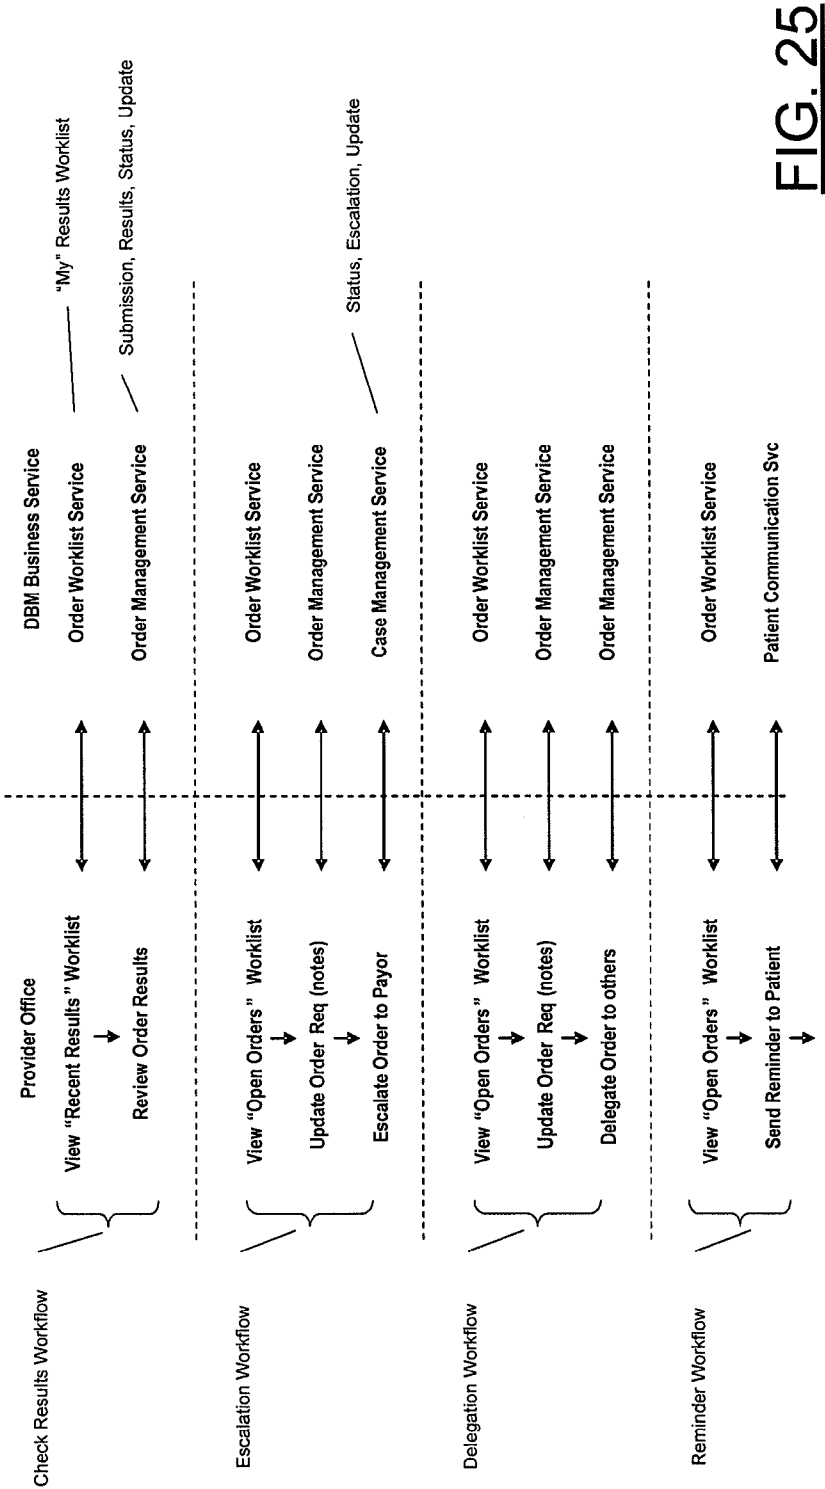 Provider Office
DBM Business Service
Check Results Workflow
View “Recent Results” Worklist
Order Worklist Service
“My” Results Worklist
Review Order Results
Order Management Service
Submission, Results, Status, Update
Escalation Workflow
View “Open Orders” Worklist
Order Worklist Service
Update Order Req (notes)
Order Management Service
Escalate Order to Payor
Case Management Service
Status, Escalation, Update
Delegation Workflow
View “Open Orders” Worklist
Order Worklist Service
Update Order Req (notes)
Order Management Service
Delegate Order to others
Order Management Service
Reminder Workflow
View “Open Orders” Worklist
Order Worklist Service
Send Reminder to Patient
Patient Communication Svc
FIG. 25